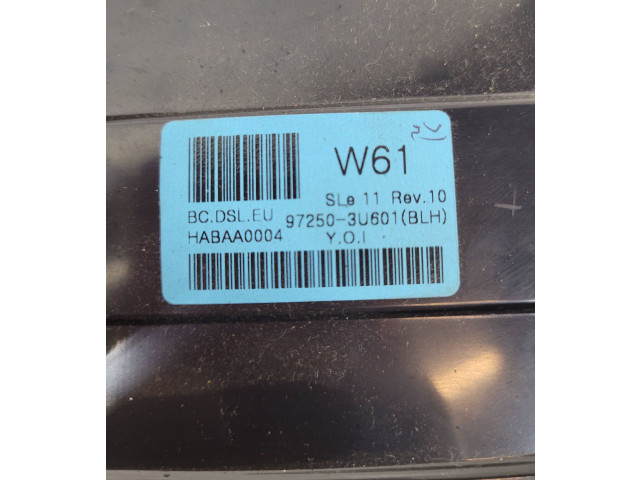 W61
SLe 11 Rev.10
BC.DSL.EU
97250-3U601(BLH)
HABAA0004
Y.O.I